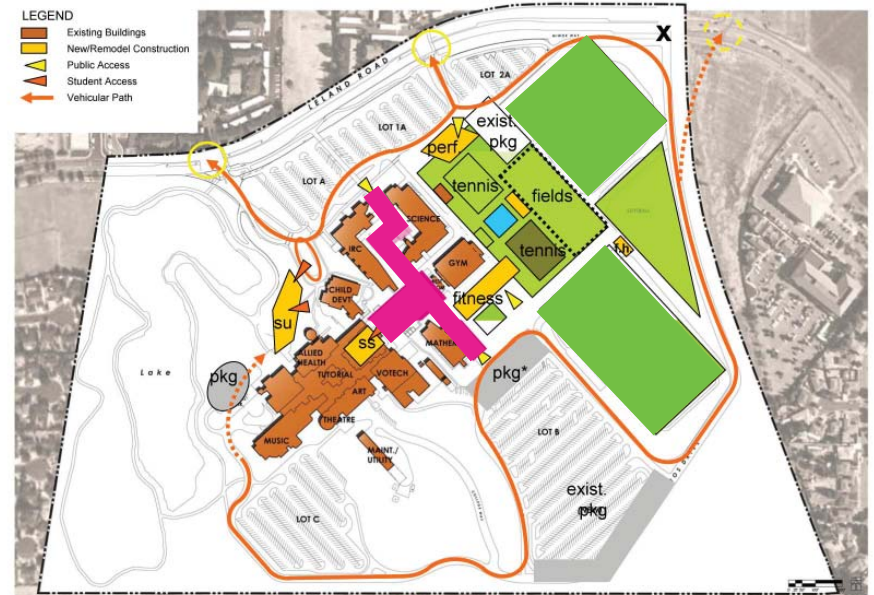 LEGEND
Existing Buildings
New/Remodel Construction
Public Access
Student Access
Vehicular Path
X
LELAND ROAD
LOT 2A
LOT 1A
LOT A
exist.
pkg
perf
tennis
fields
SCIENCE
IRC
tennis
f.h
GYM
CHILD
DEVT
fitness
su
ss
MATHE
ALLIED
HEALTH
TUTORIAL
VOTECH
ART
Lake
pkg
pkg*
THEATRE
MUSIC
MAINT./
UTILITY
LOT B
LOT C
exist.
pkg